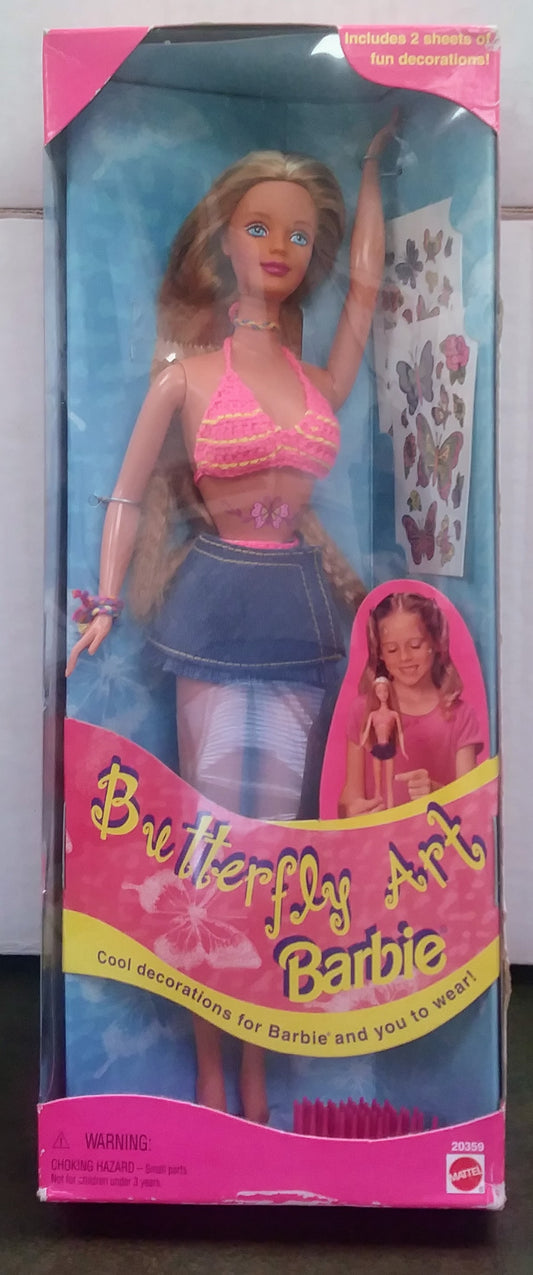 Includes 2 sheets of
fun decorations!
Butterfly Art
Barbie®
Cool decorations for Barbie® and you to wear!
⚠ WARNING:
CHOKING HAZARD – Small parts
Not for children under 3 years.
20359
MATTEL®